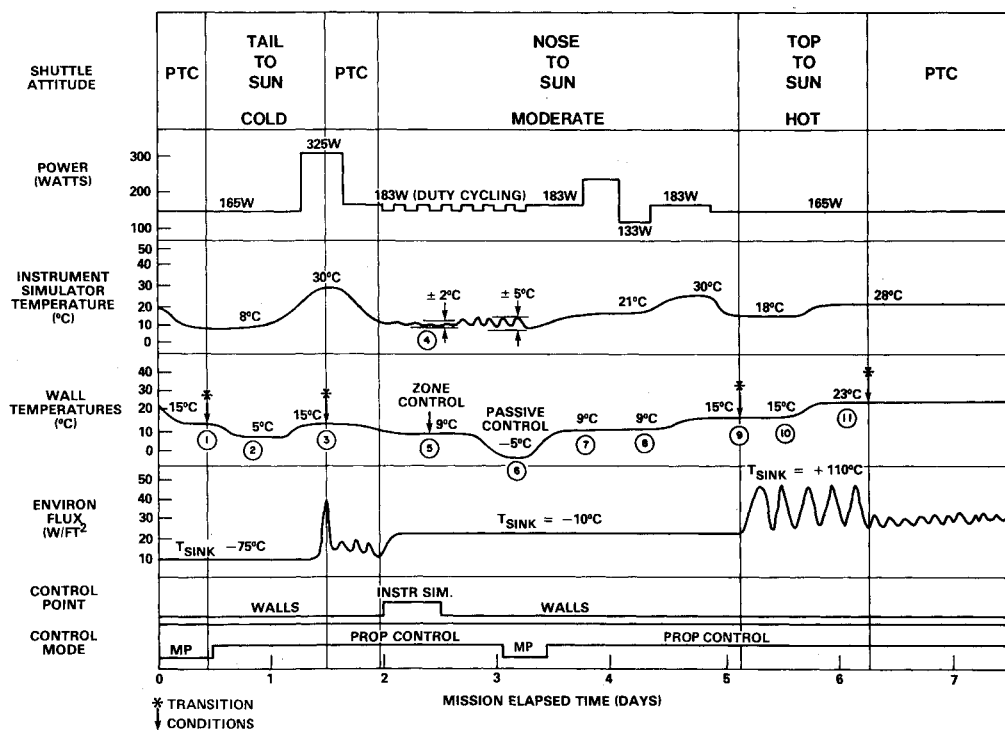 SHUTTLE ATTITUDE
PTC
TAIL TO SUN
COLD
PTC
NOSE TO SUN
MODERATE
TOP TO SUN
HOT
PTC
POWER (WATTS)
300
200
100
325W
165W
183W (DUTY CYCLING)
183W
133W
183W
165W
INSTRUMENT SIMULATOR TEMPERATURE (°C)
50
40
30
20
10
0
8°C
30°C
± 2°C
± 5°C
4
21°C
30°C
18°C
28°C
WALL TEMPERATURES (°C)
40
30
20
10
0
15°C
*
1
5°C
2
15°C
*
3
ZONE CONTROL
9°C
5
PASSIVE CONTROL
-5°C
6
9°C
7
9°C
8
15°C
*
9
15°C
10
23°C
11
*
ENVIRON FLUX (W/FT²
50
40
30
20
10
TSINK -75°C
TSINK = -10°C
TSINK = + 110°C
CONTROL POINT
WALLS
INSTR SIM.
WALLS
CONTROL MODE
MP
PROP CONTROL
MP
PROP CONTROL
0 1 2 3 4 5 6 7
MISSION ELAPSED TIME (DAYS)
* TRANSITION
CONDITIONS